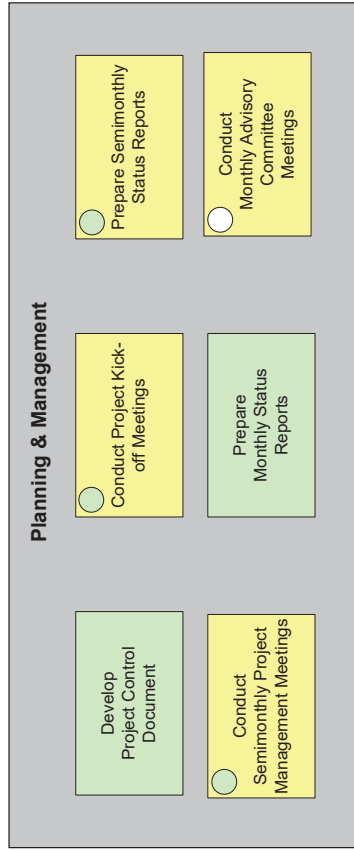 Planning & Management
Develop
Project Control
Document
Conduct Project Kick-
off Meetings
Prepare Semimonthly
Status Reports
Conduct
Semimonthly Project
Management Meetings
Prepare
Monthly Status
Reports
Conduct
Monthly Advisory
Committee
Meetings